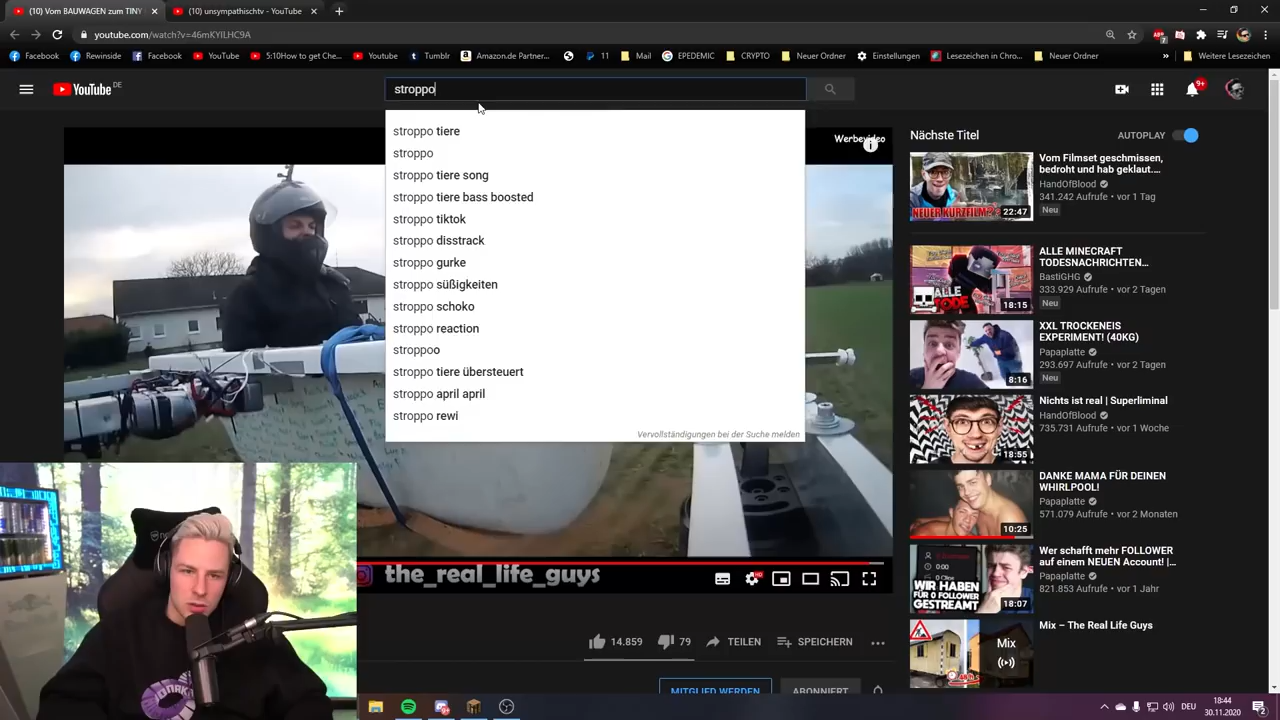 (10) Vom BAUWAGEN zum TINY
(10) unsympathischtv - YouTube
youtube.com/watch?v=46mKYILHC9A
Facebook
Rewinside
Facebook
5:10How to get Che...
Youtube
Tumblr
Amazon.de Partner...
11
Mail
EPEDEMIC
CRYPTO
Neuer Ordner
Einstellungen
Lesezeichen in Chro...
Neuer Ordner
Weitere Lesezeichen
YouTube DE
stroppo
9+
stroppo tiere
stroppo
stroppo tiere song
stroppo tiere bass boosted
stroppo tiktok
stroppo disstrack
stroppo gurke
stroppo süßigkeiten
stroppo schoko
stroppo reaction
stroppoo
stroppo tiere übersteuert
stroppo april april
stroppo rewi
Vervollständigungen bei der Suche melden
Werbevideo
the_real_life_guys
HD
14.859
79
TEILEN
SPEICHERN
MITGLIED WERDEN
ABONNIERT
Nächste Titel
AUTOPLAY
NEUER KURZFILM??
22:47
Vom Filmset geschmissen,
bedroht und hab geklaut....
HandOfBlood
341.242 Aufrufe • vor 1 Tag
Neu
ALLE
TODE
18:15
ALLE MINECRAFT
TODESNACHRICHTEN...
BastiGHG
333.929 Aufrufe • vor 2 Tagen
Neu
8:16
XXL TROCKENEIS
EXPERIMENT! (40KG)
Papaplatte
293.697 Aufrufe • vor 2 Tagen
Neu
18:55
Nichts ist real | Superliminal
HandOfBlood
735.731 Aufrufe • vor 1 Woche
10:25
DANKE MAMA FÜR DEINEN
WHIRLPOOL!
Papaplatte
571.079 Aufrufe • vor 2 Monaten
0:00
WIR HABEN
FÜR 0 FOLLOWER
GESTREAMT
18:07
Wer schafft mehr FOLLOWER
auf einem NEUEN Account! |...
Papaplatte
821.853 Aufrufe • vor 1 Jahr
Mix
Mix – The Real Life Guys
DEU
18:44
30.11.2020
2